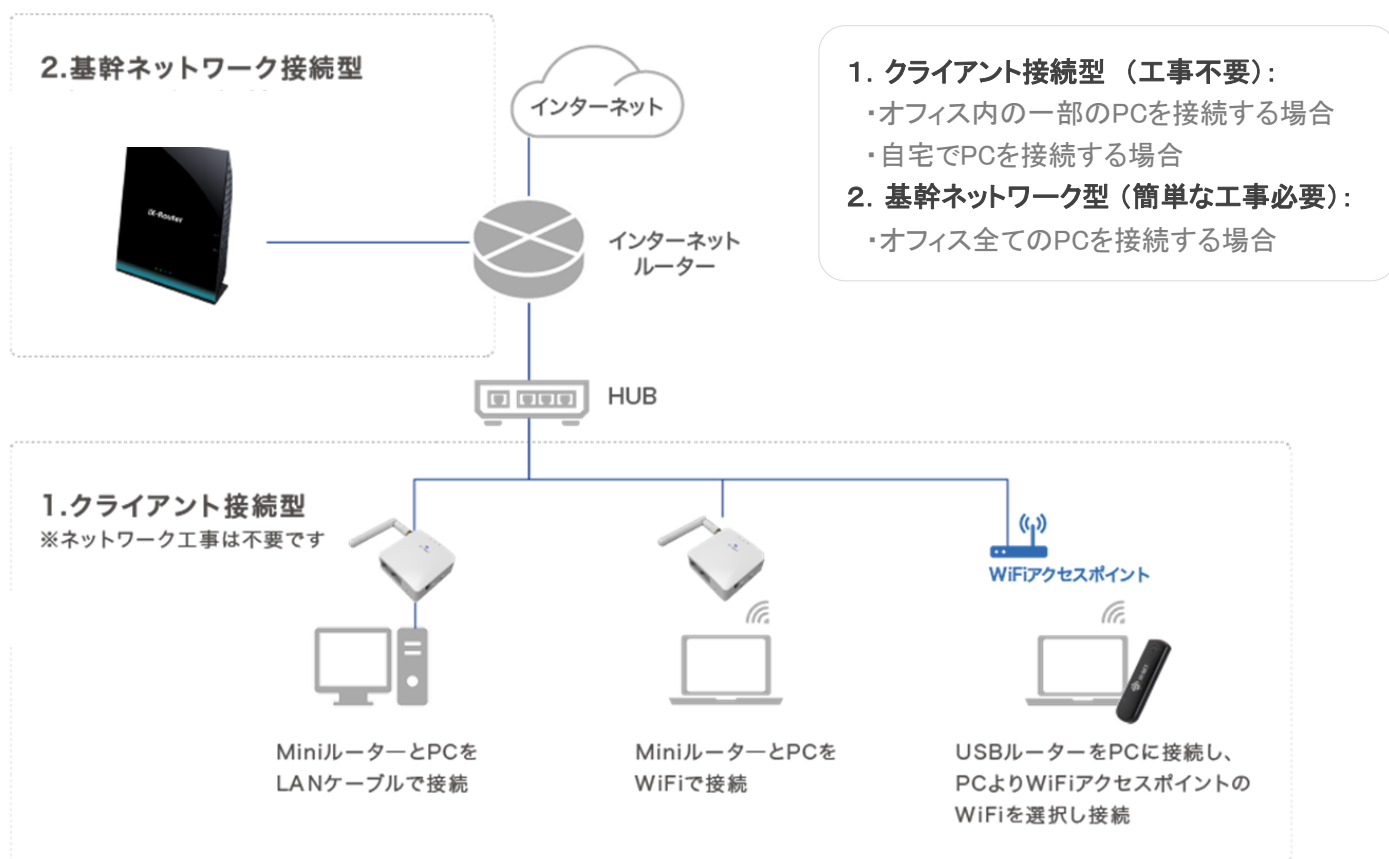 2.基幹ネットワーク接続型
インターネット
iX-Router
インターネット
ルーター
HUB
1. クライアント接続型 （工事不要）：
・オフィス内の一部のPCを接続する場合
・自宅でPCを接続する場合
2. 基幹ネットワーク型（簡単な工事必要）：
・オフィス全てのPCを接続する場合
1.クライアント接続型
※ネットワーク工事は不要です
WiFiアクセスポイント
MiniルーターとPCを
LANケーブルで接続
Miniルーターとpcを
WiFiで接続
USBルーターをPCに接続し、
PCよりWiFiアクセスポイントの
WiFiを選択し接続